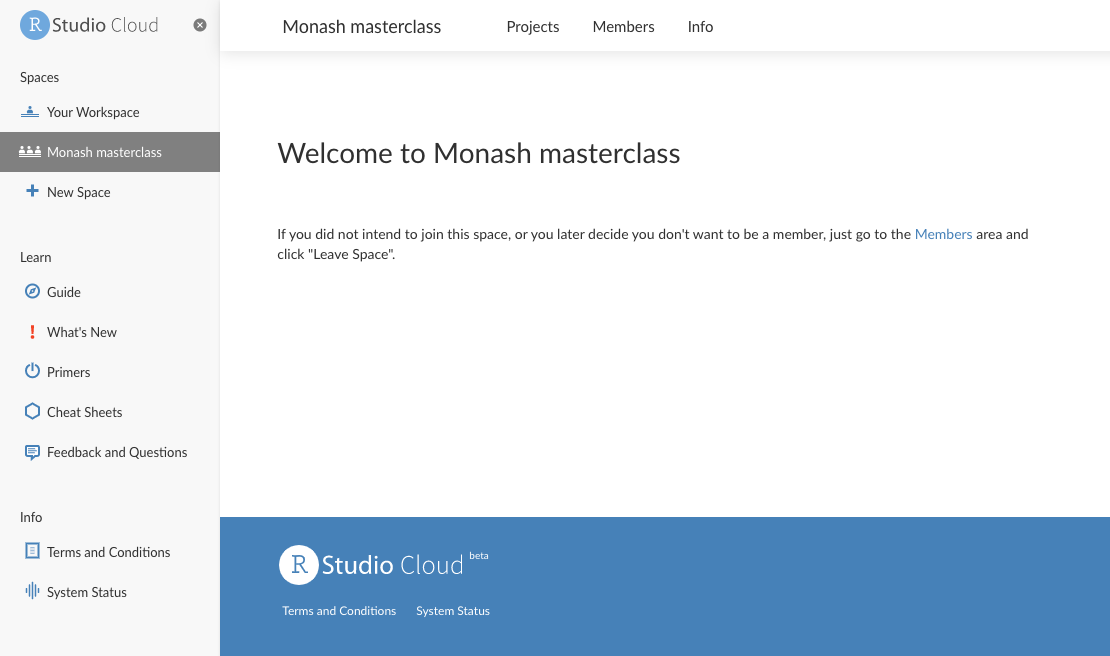 R Studio Cloud
Spaces
Your Workspace
Monash masterclass
New Space
Learn
Guide
What's New
Primers
Cheat Sheets
Feedback and Questions
Info
Terms and Conditions
System Status
Monash masterclass Projects Members Info
Welcome to Monash masterclass
If you did not intend to join this space, or you later decide you don't want to be a member, just go to the Members area and
click "Leave Space".
R Studio Cloud beta
Terms and Conditions System Status